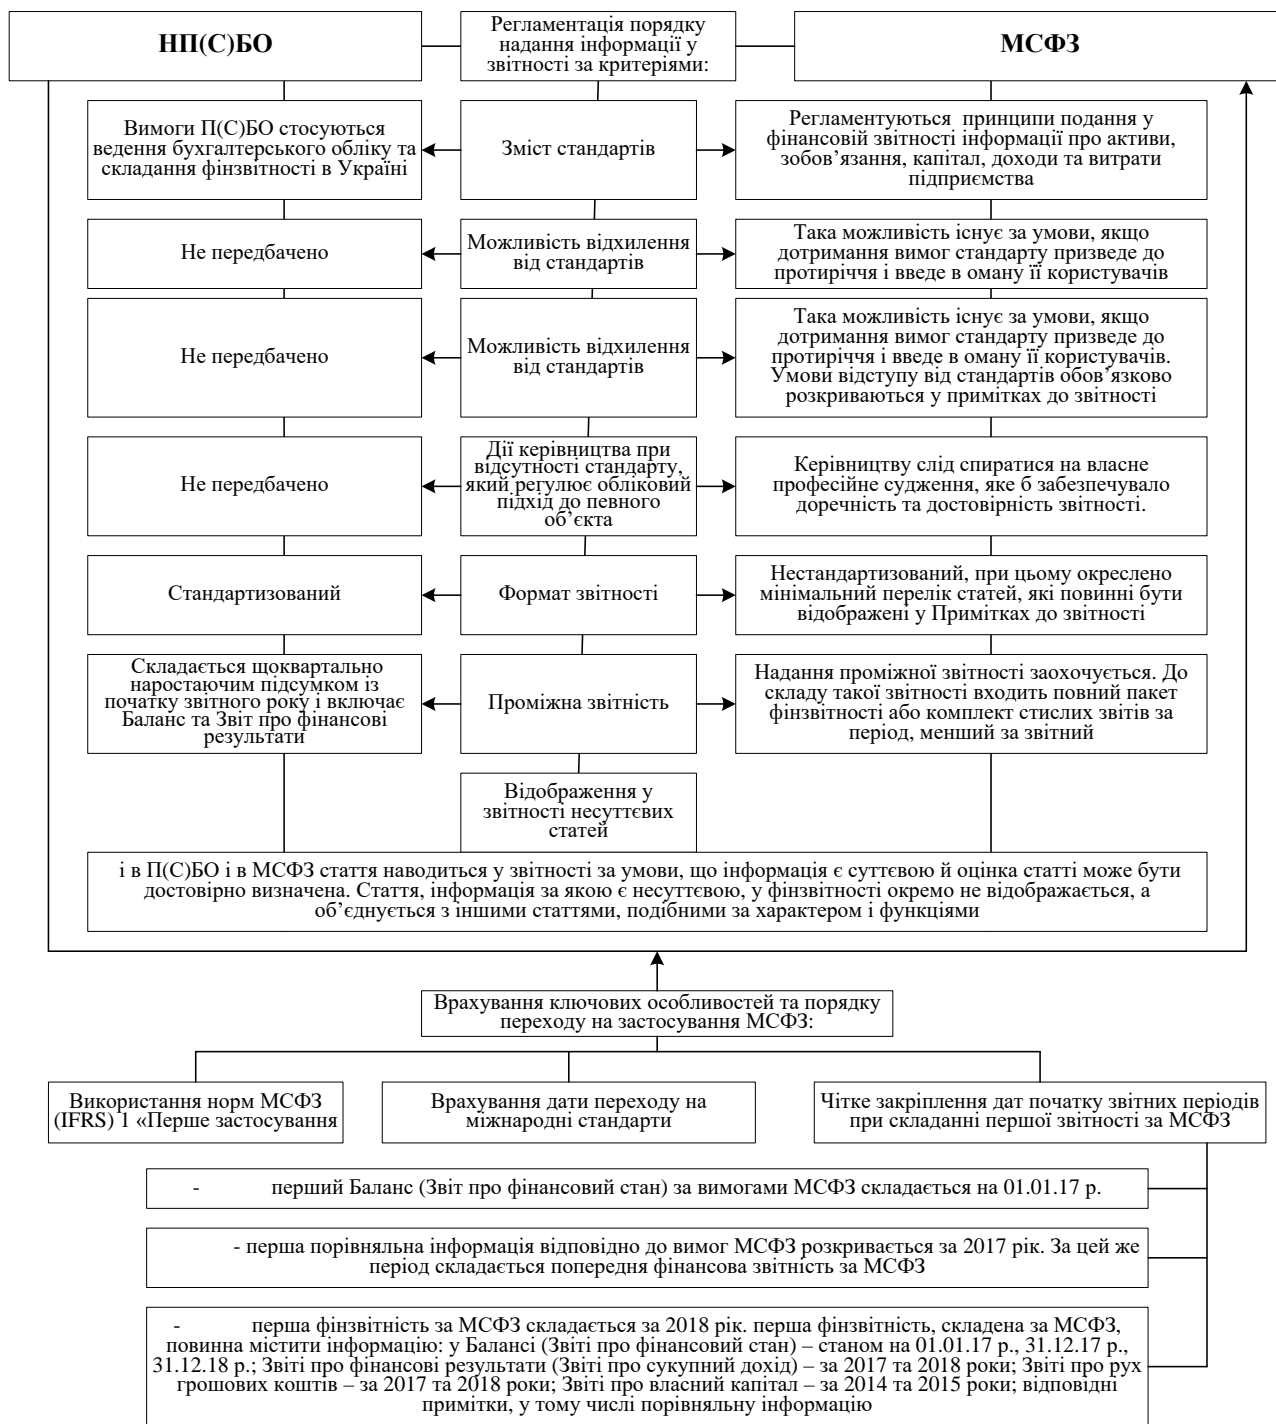 НП(С)БО
Регламентація порядку
надання інформації у
звітності за критеріями:
МСФЗ
Вимоги П(С)БО стосуються
ведення бухгалтерського обліку та
складання фінзвітності в Україні
Зміст стандартів
Регламентуються принципи подання у
фінансовій звітності інформації про активи,
зобов’язання, капітал, доходи та витрати
підприємства
Не передбачено
Можливість відхилення
від стандартів
Така можливість існує за умови, якщо
дотримання вимог стандарту призведе до
протиріччя і введе в оману її користувачів
Не передбачено
Можливість відхилення
від стандартів
Така можливість існує за умови, якщо
дотримання вимог стандарту призведе до
протиріччя і введе в оману її користувачів.
Умови відступу від стандартів обов’язково
розкриваються у примітках до звітності
Не передбачено
Дії керівництва при
відсутності стандарту,
який регулює обліковий
підхід до певного
об’єкта
Керівництву слід спиратися на власне
професійне судження, яке б забезпечувало
доречність та достовірність звітності.
Стандартизований
Формат звітності
Нестандартизований, при цьому окреслено
мінімальний перелік статей, які повинні бути
відображені у Примітках до звітності
Складається щоквартально
наростаючим підсумком із
початку звітного року і включає
Баланс та Звіт про фінансові
результати
Проміжна звітність
Надання проміжної звітності заохочується. До
складу такої звітності входить повний пакет
фінзвітності або комплект стислих звітів за
період, менший за звітний
Відображення у
звітності несуттєвих
статей
і в П(С)БО і в МСФЗ стаття наводиться у звітності за умови, що інформація є суттєвою й оцінка статті може бути
достовірно визначена. Стаття, інформація за якою є несуттєвою, у фінзвітності окремо не відображається, а
об’єднується з іншими статтями, подібними за характером і функціями
Врахування ключових особливостей та порядку
переходу на застосування МСФЗ:
Використання норм МСФЗ
(IFRS) 1 «Перше застосування
Врахування дати переходу на
міжнародні стандарти
Чітке закріплення дат початку звітних періодів
при складанні першої звітності за МСФЗ
- перший Баланс (Звіт про фінансовий стан) за вимогами МСФЗ складається на 01.01.17 р.
- перша порівняльна інформація відповідно до вимог МСФЗ розкривається за 2017 рік. За цей же
період складається попередня фінансова звітність за МСФЗ
- перша фінзвітність за МСФЗ складається за 2018 рік. перша фінзвітність, складена за МСФЗ,
повинна містити інформацію: у Балансі (Звіті про фінансовий стан) – станом на 01.01.17 р., 31.12.17 р.,
31.12.18 р.; Звіті про фінансові результати (Звіті про сукупний дохід) – за 2017 та 2018 роки; Звіті про рух
грошових коштів – за 2017 та 2018 роки; Звіті про власний капітал – за 2014 та 2015 роки; відповідні
примітки, у тому числі порівняльну інформацію